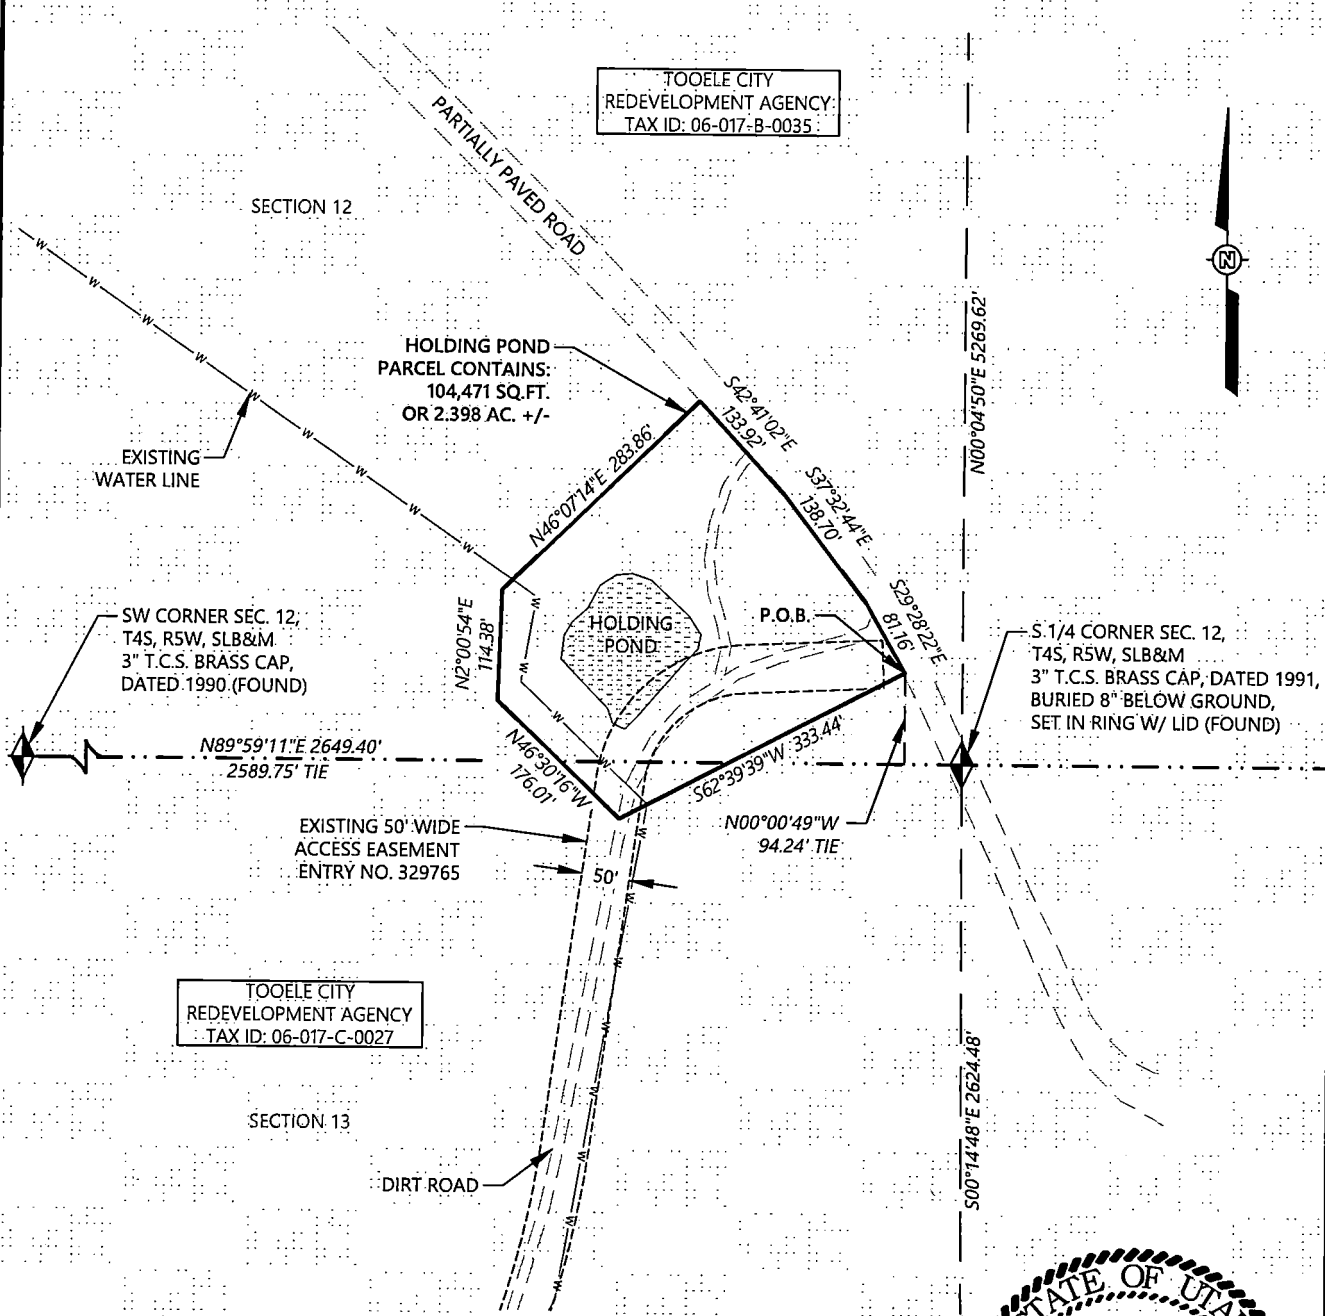 TOOELE CITY
REDEVELOPMENT AGENCY
TAX ID: 06-017-B-0035
PARTIALLY PAVED ROAD
SECTION 12
N
N00°04'50"E 5269.62'
HOLDING POND
PARCEL CONTAINS:
104,471 SQ.FT.
OR 2.398 AC. +/-
S42°41'02"E
133.92'
EXISTING
WATER LINE
N46°07'14"E 283.86'
S37°32'44"E
138.70'
S29°28'22"E
81.16'
SW CORNER SEC. 12,
T4S, R5W, SLB&M
3" T.C.S. BRASS CAP,
DATED 1990 (FOUND)
N2°00'54"E
114.38'
HOLDING
POND
P.O.B.
S 1/4 CORNER SEC. 12,
T4S, R5W, SLB&M
3" T.C.S. BRASS CAP, DATED 1991,
BURIED 8" BELOW GROUND,
SET IN RING W/ LID (FOUND)
N89°59'11"E 2649.40'
2589.75' TIE
N46°30'16"W
176.01'
S62°39'39"W 333.44'
N00°00'49"W
94.24' TIE
EXISTING 50' WIDE
ACCESS EASEMENT
ENTRY NO. 329765
50'
TOOELE CITY
REDEVELOPMENT AGENCY
TAX ID: 06-017-C-0027
S00°14'48"E 2624.48'
SECTION 13
DIRT ROAD
STATE OF UTA